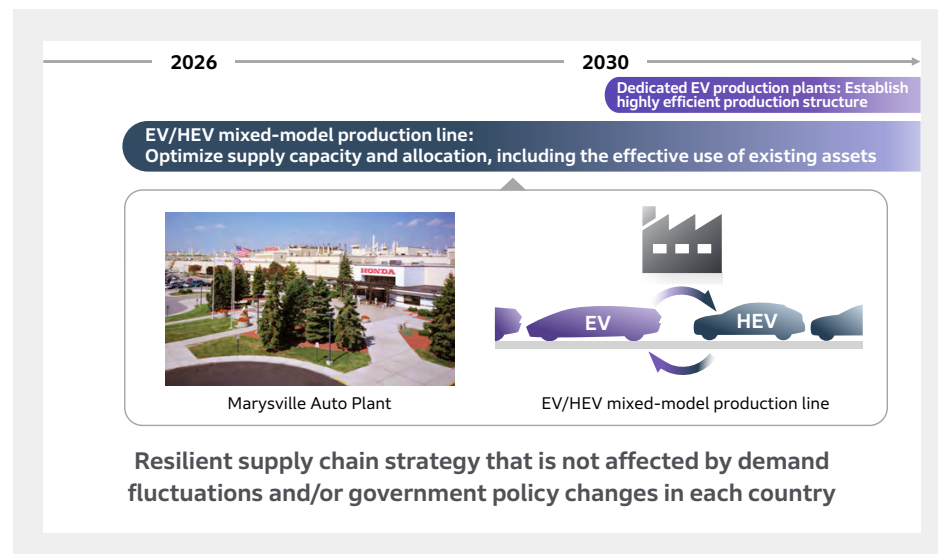 2026
2030
Dedicated EV production plants: Establish
highly efficient production structure
EV/HEV mixed-model production line:
Optimize supply capacity and allocation, including the effective use of existing assets
HONDA
EV
HEV
Marysville Auto Plant
EV/HEV mixed-model production line
Resilient supply chain strategy that is not affected by demand
fluctuations and/or government policy changes in each country